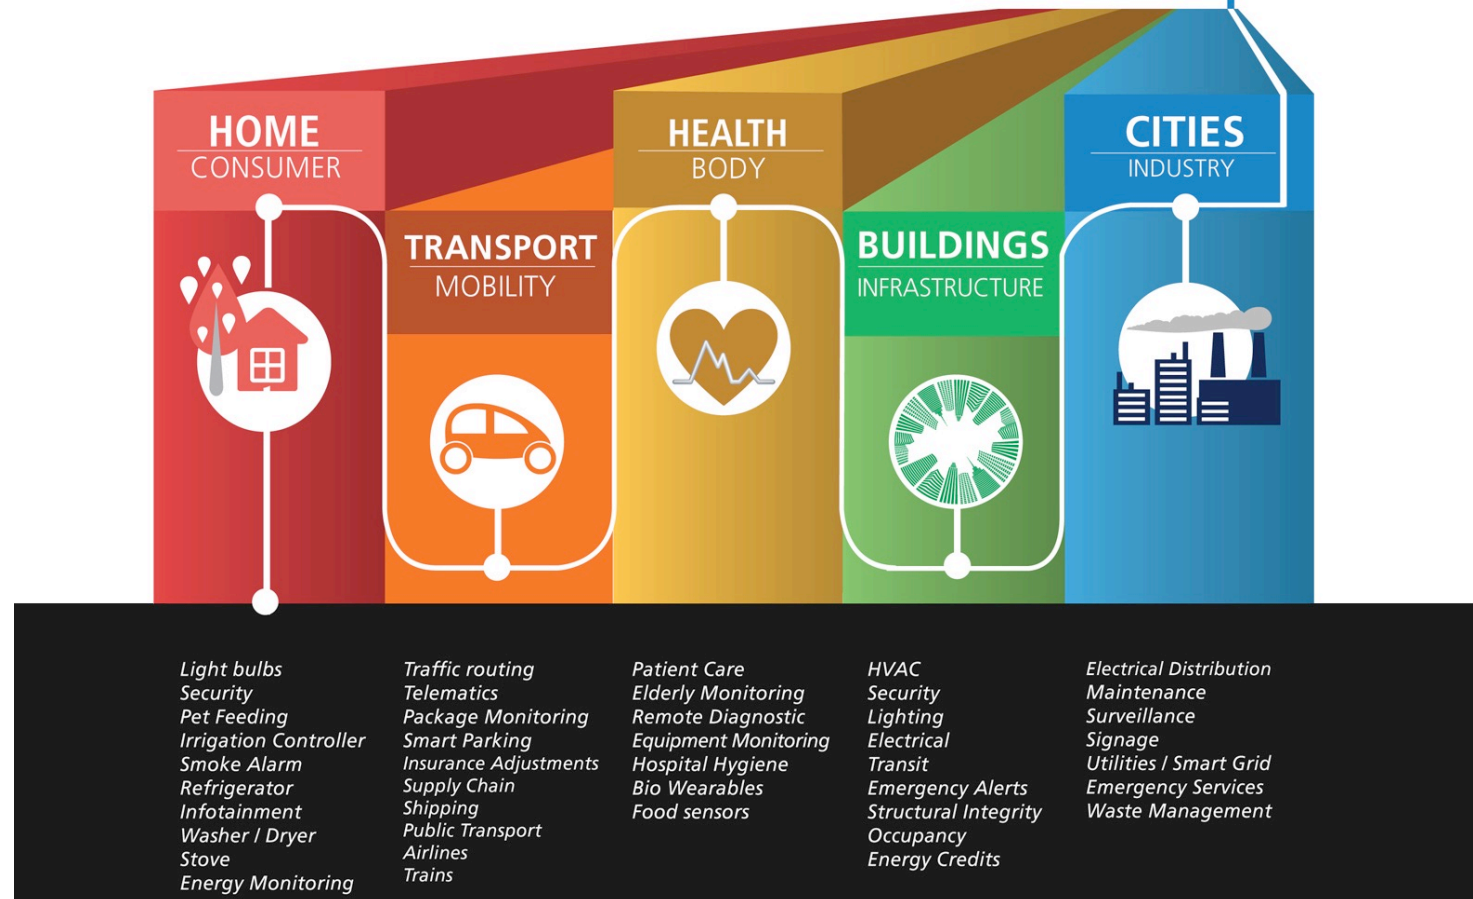 HOME
CONSUMER
TRANSPORT
MOBILITY
HEALTH
BODY
BUILDINGS
INFRASTRUCTURE
CITIES
INDUSTRY
Light bulbs
Security
Pet Feeding
Irrigation Controller
Smoke Alarm
Refrigerator
Infotainment
Washer / Dryer
Stove
Energy Monitoring
Traffic routing
Telematics
Package Monitoring
Smart Parking
Insurance Adjustments
Supply Chain
Shipping
Public Transport
Airlines
Trains
Patient Care
Elderly Monitoring
Remote Diagnostic
Equipment Monitoring
Hospital Hygiene
Bio Wearables
Food sensors
HVAC
Security
Lighting
Electrical
Transit
Emergency Alerts
Structural Integrity
Occupancy
Energy Credits
Electrical Distribution
Maintenance
Surveillance
Signage
Utilities / Smart Grid
Emergency Services
Waste Management